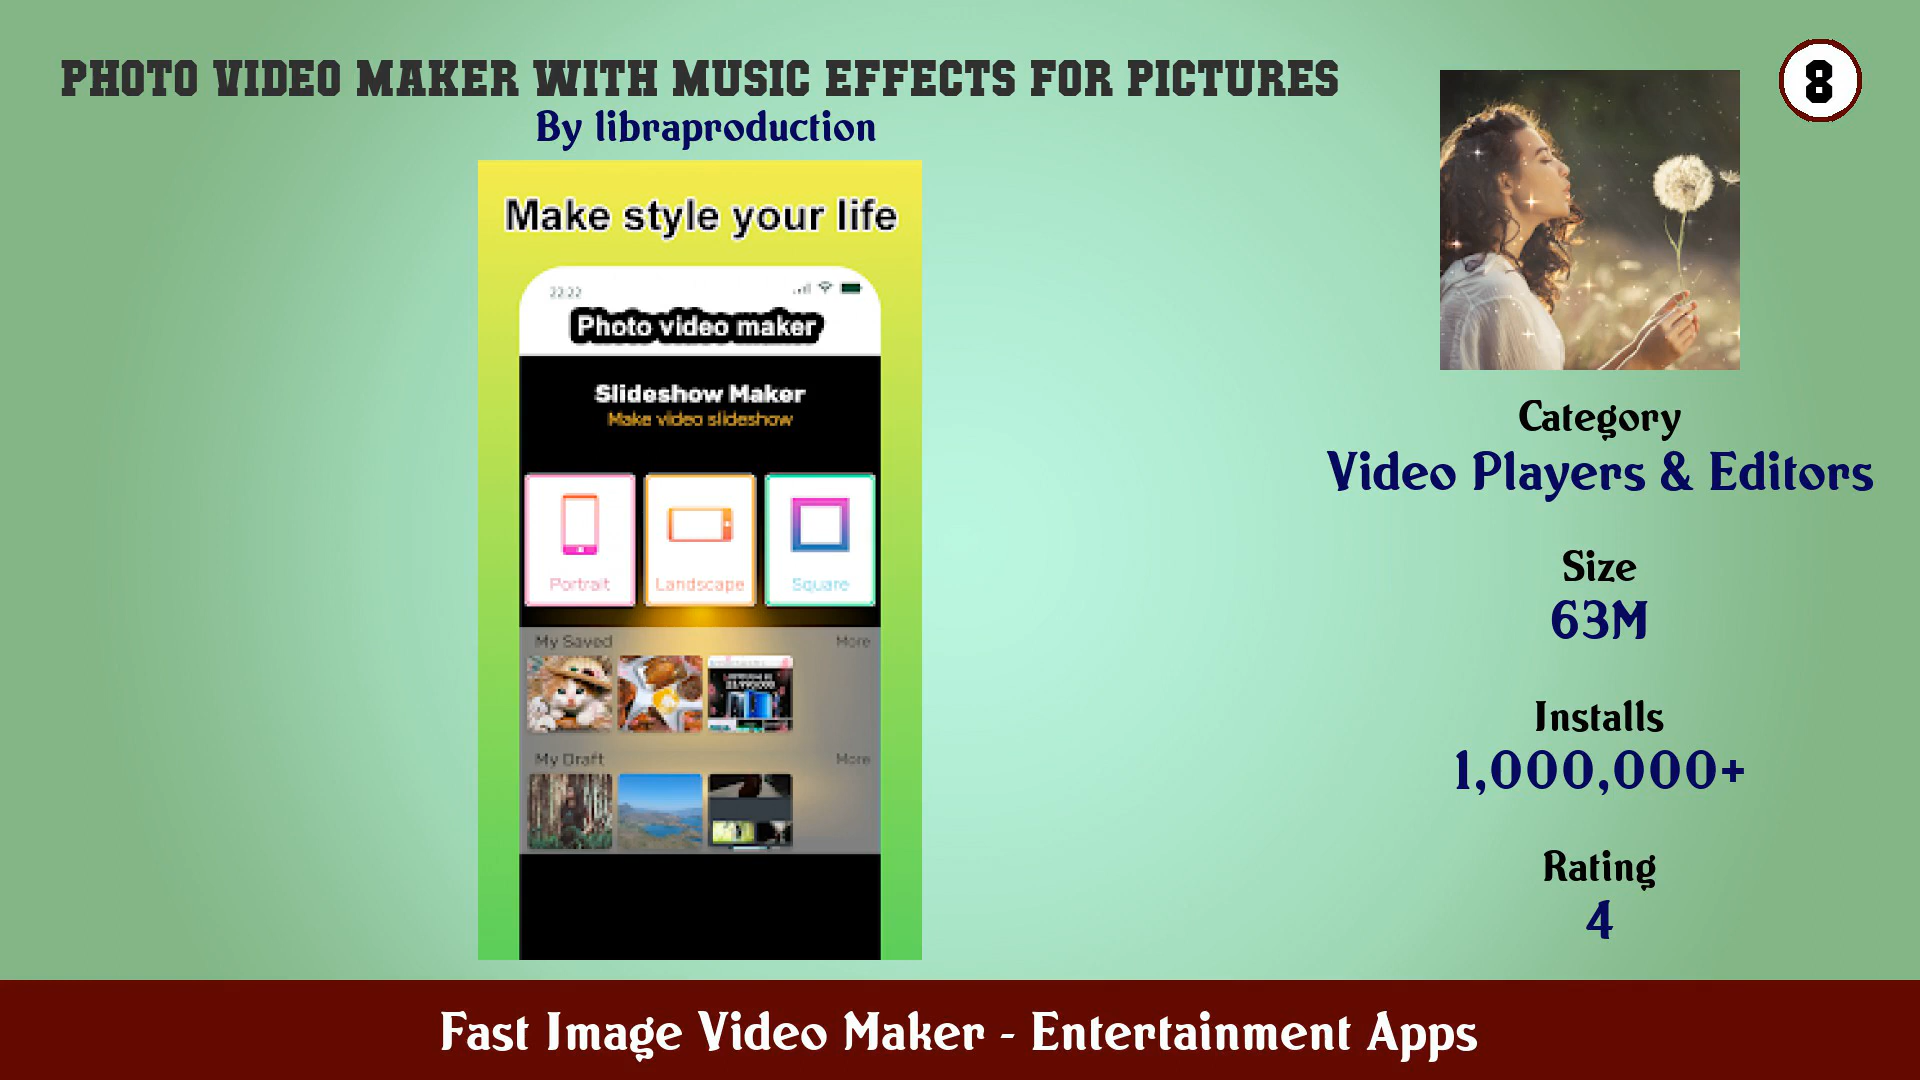 PHOTO VIDEO MAKER WITH MUSIC EFFECTS FOR PICTURES
By libraproduction
8
Make style your life
22:22
Photo video maker
Slideshow Maker
Make video slideshow
Portrait
Landscape
Square
My Saved
More
My Draft
More
Category
Video Players & Editors
Size
63M
Installs
1,000,000+
Rating
4
Fast Image Video Maker - Entertainment Apps